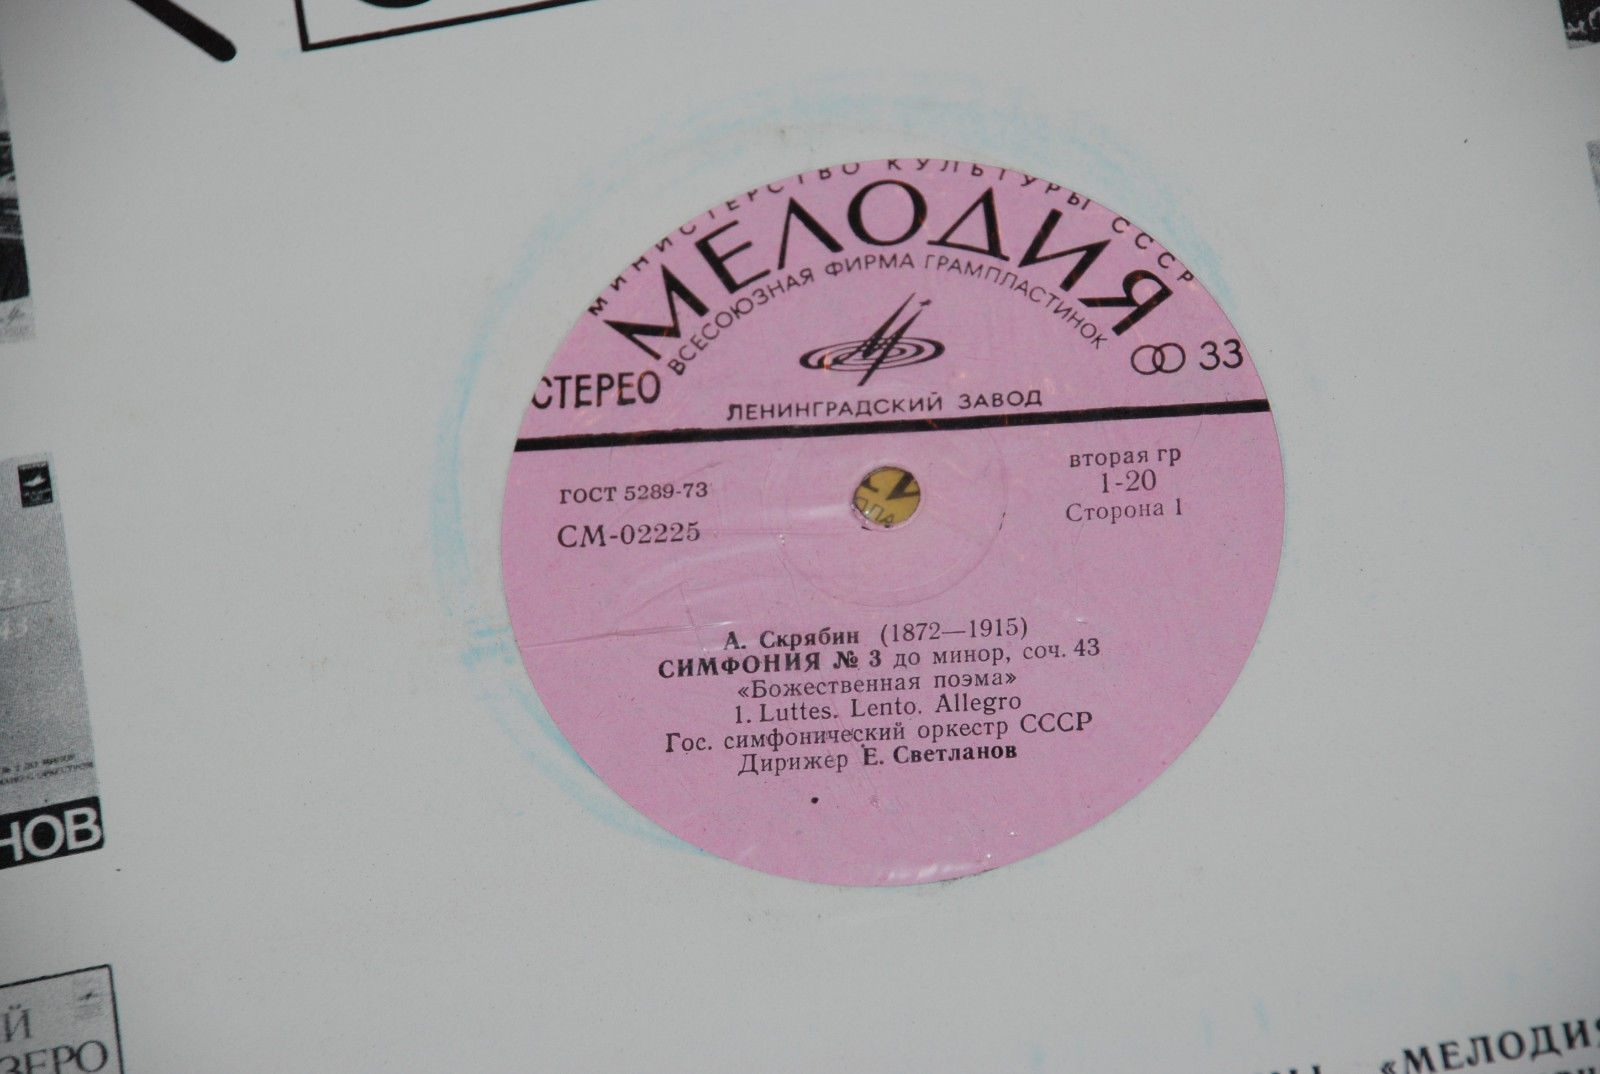 МИНИСТЕРСТВО КУЛЬТУРЫ СССР
МЕЛОДИЯ
ВСЕСОЮЗНАЯ ФИРМА ГРАМПЛАСТИНОК
СТЕРЕО
33
ЛЕНИНГРАДСКИЙ ЗАВОД
ГОСТ 5289-73
СМ-02225
вторая гр
1-20
Сторона 1
А. Скрябин (1872—1915)
СИМФОНИЯ № 3 до минор, соч. 43
«Божественная поэма»
1. Luttes. Lento. Allegro
Гос. симфонический оркестр СССР
Дирижер Е. Светланов
НОВ
Й
ЗЕРО
«МЕЛОДИЯ